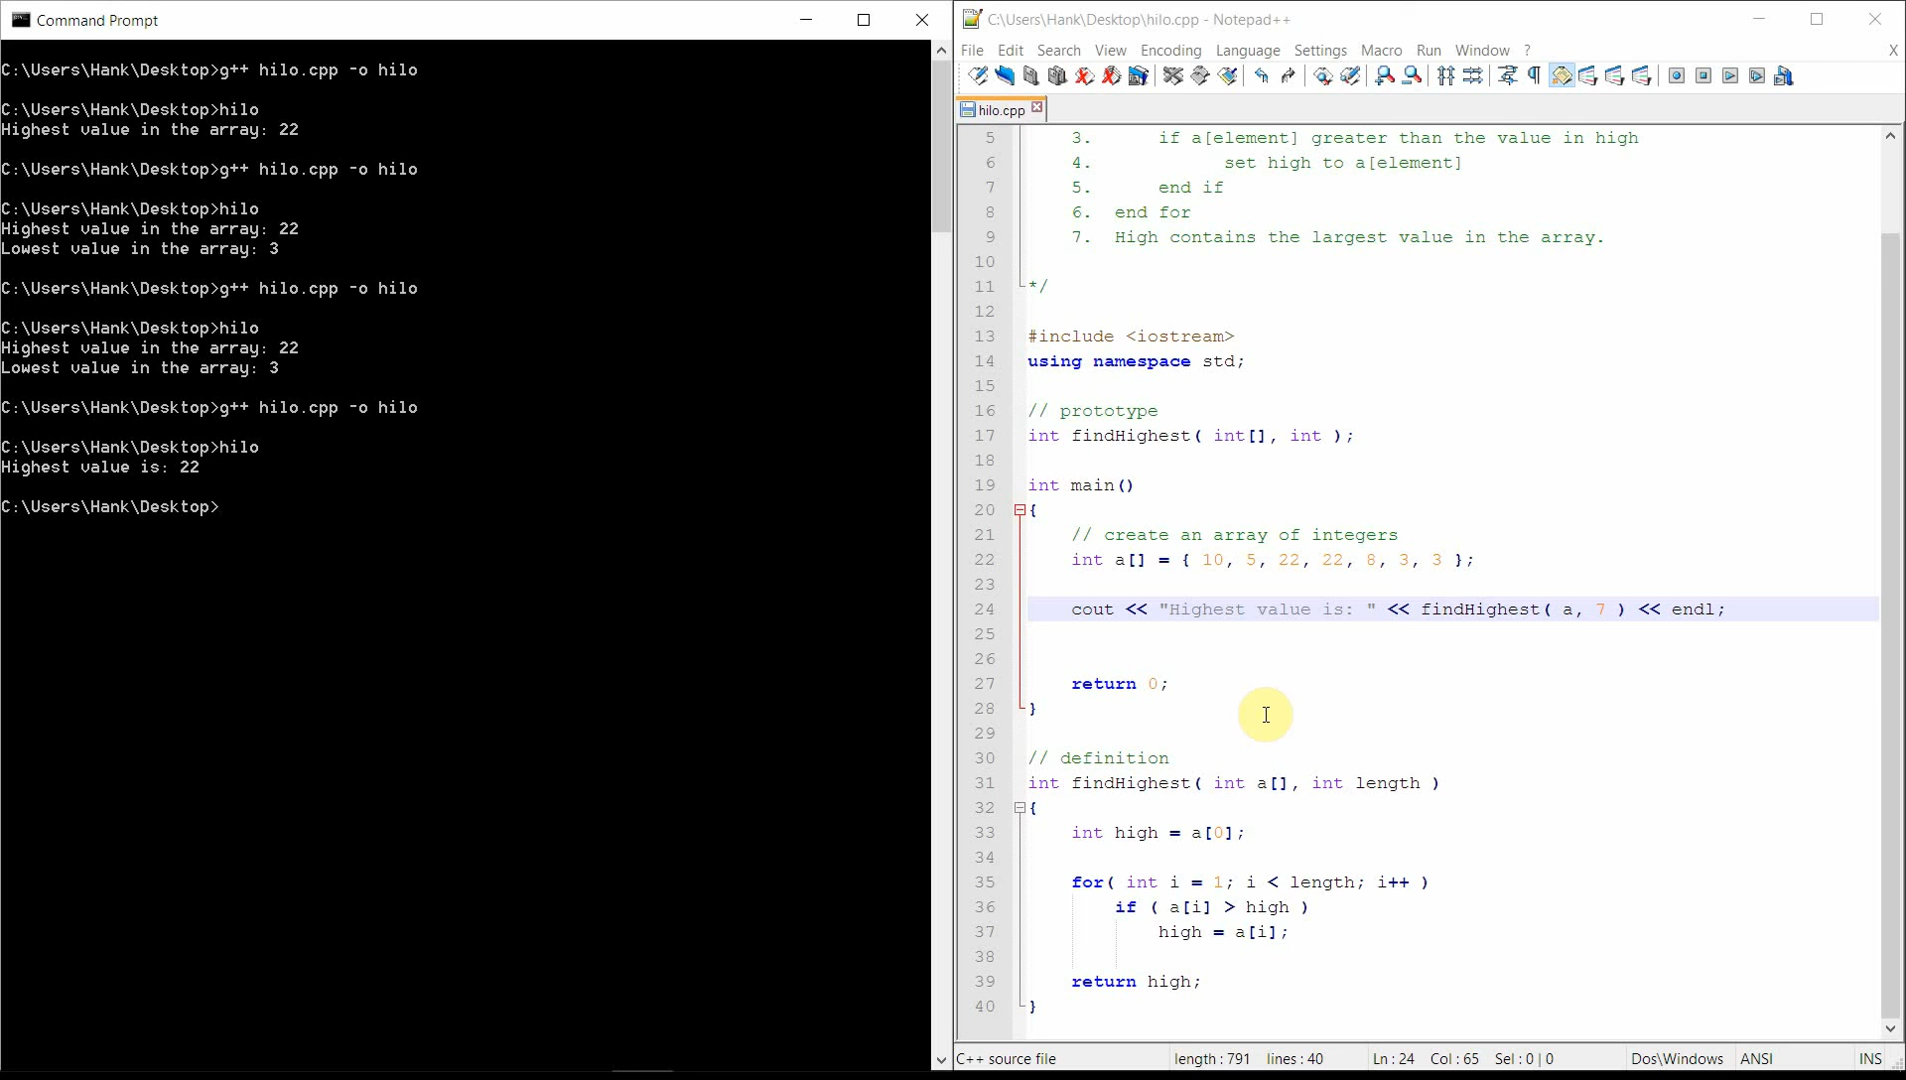 Command Prompt
C:\Users\Hank\Desktop>g++ hilo.cpp -o hilo
C:\Users\Hank\Desktop>hilo
Highest value in the array: 22
C:\Users\Hank\Desktop>g++ hilo.cpp -o hilo
C:\Users\Hank\Desktop>hilo
Highest value in the array: 22
Lowest value in the array: 3
C:\Users\Hank\Desktop>g++ hilo.cpp -o hilo
C:\Users\Hank\Desktop>hilo
Highest value in the array: 22
Lowest value in the array: 3
C:\Users\Hank\Desktop>g++ hilo.cpp -o hilo
C:\Users\Hank\Desktop>hilo
Highest value is: 22
C:\Users\Hank\Desktop>
C:\Users\Hank\Desktop\hilo.cpp - Notepad++
File Edit Search View Encoding Language Settings Macro Run Window ? X
hilo.cpp
5 3. if a[element] greater than the value in high
6 4. set high to a[element]
7 5. end if
8 6. end for
9 7. High contains the largest value in the array.
10
11 */
12
13 #include <iostream>
14 using namespace std;
15
16 // prototype
17 int findHighest( int[], int );
18
19 int main()
20 {
21 // create an array of integers
22 int a[] = { 10, 5, 22, 22, 8, 3, 3 };
23
24 cout << "Highest value is: " << findHighest( a, 7 ) << endl;
25
26
27 return 0;
28 }
29
30 // definition
31 int findHighest( int a[], int length )
32 {
33 int high = a[0];
34
35 for( int i = 1; i < length; i++ )
36 if ( a[i] > high )
37 high = a[i];
38
39 return high;
40 }
C++ source file length : 791 lines : 40 Ln : 24 Col : 65 Sel : 0 | 0 Dos\Windows ANSI INS